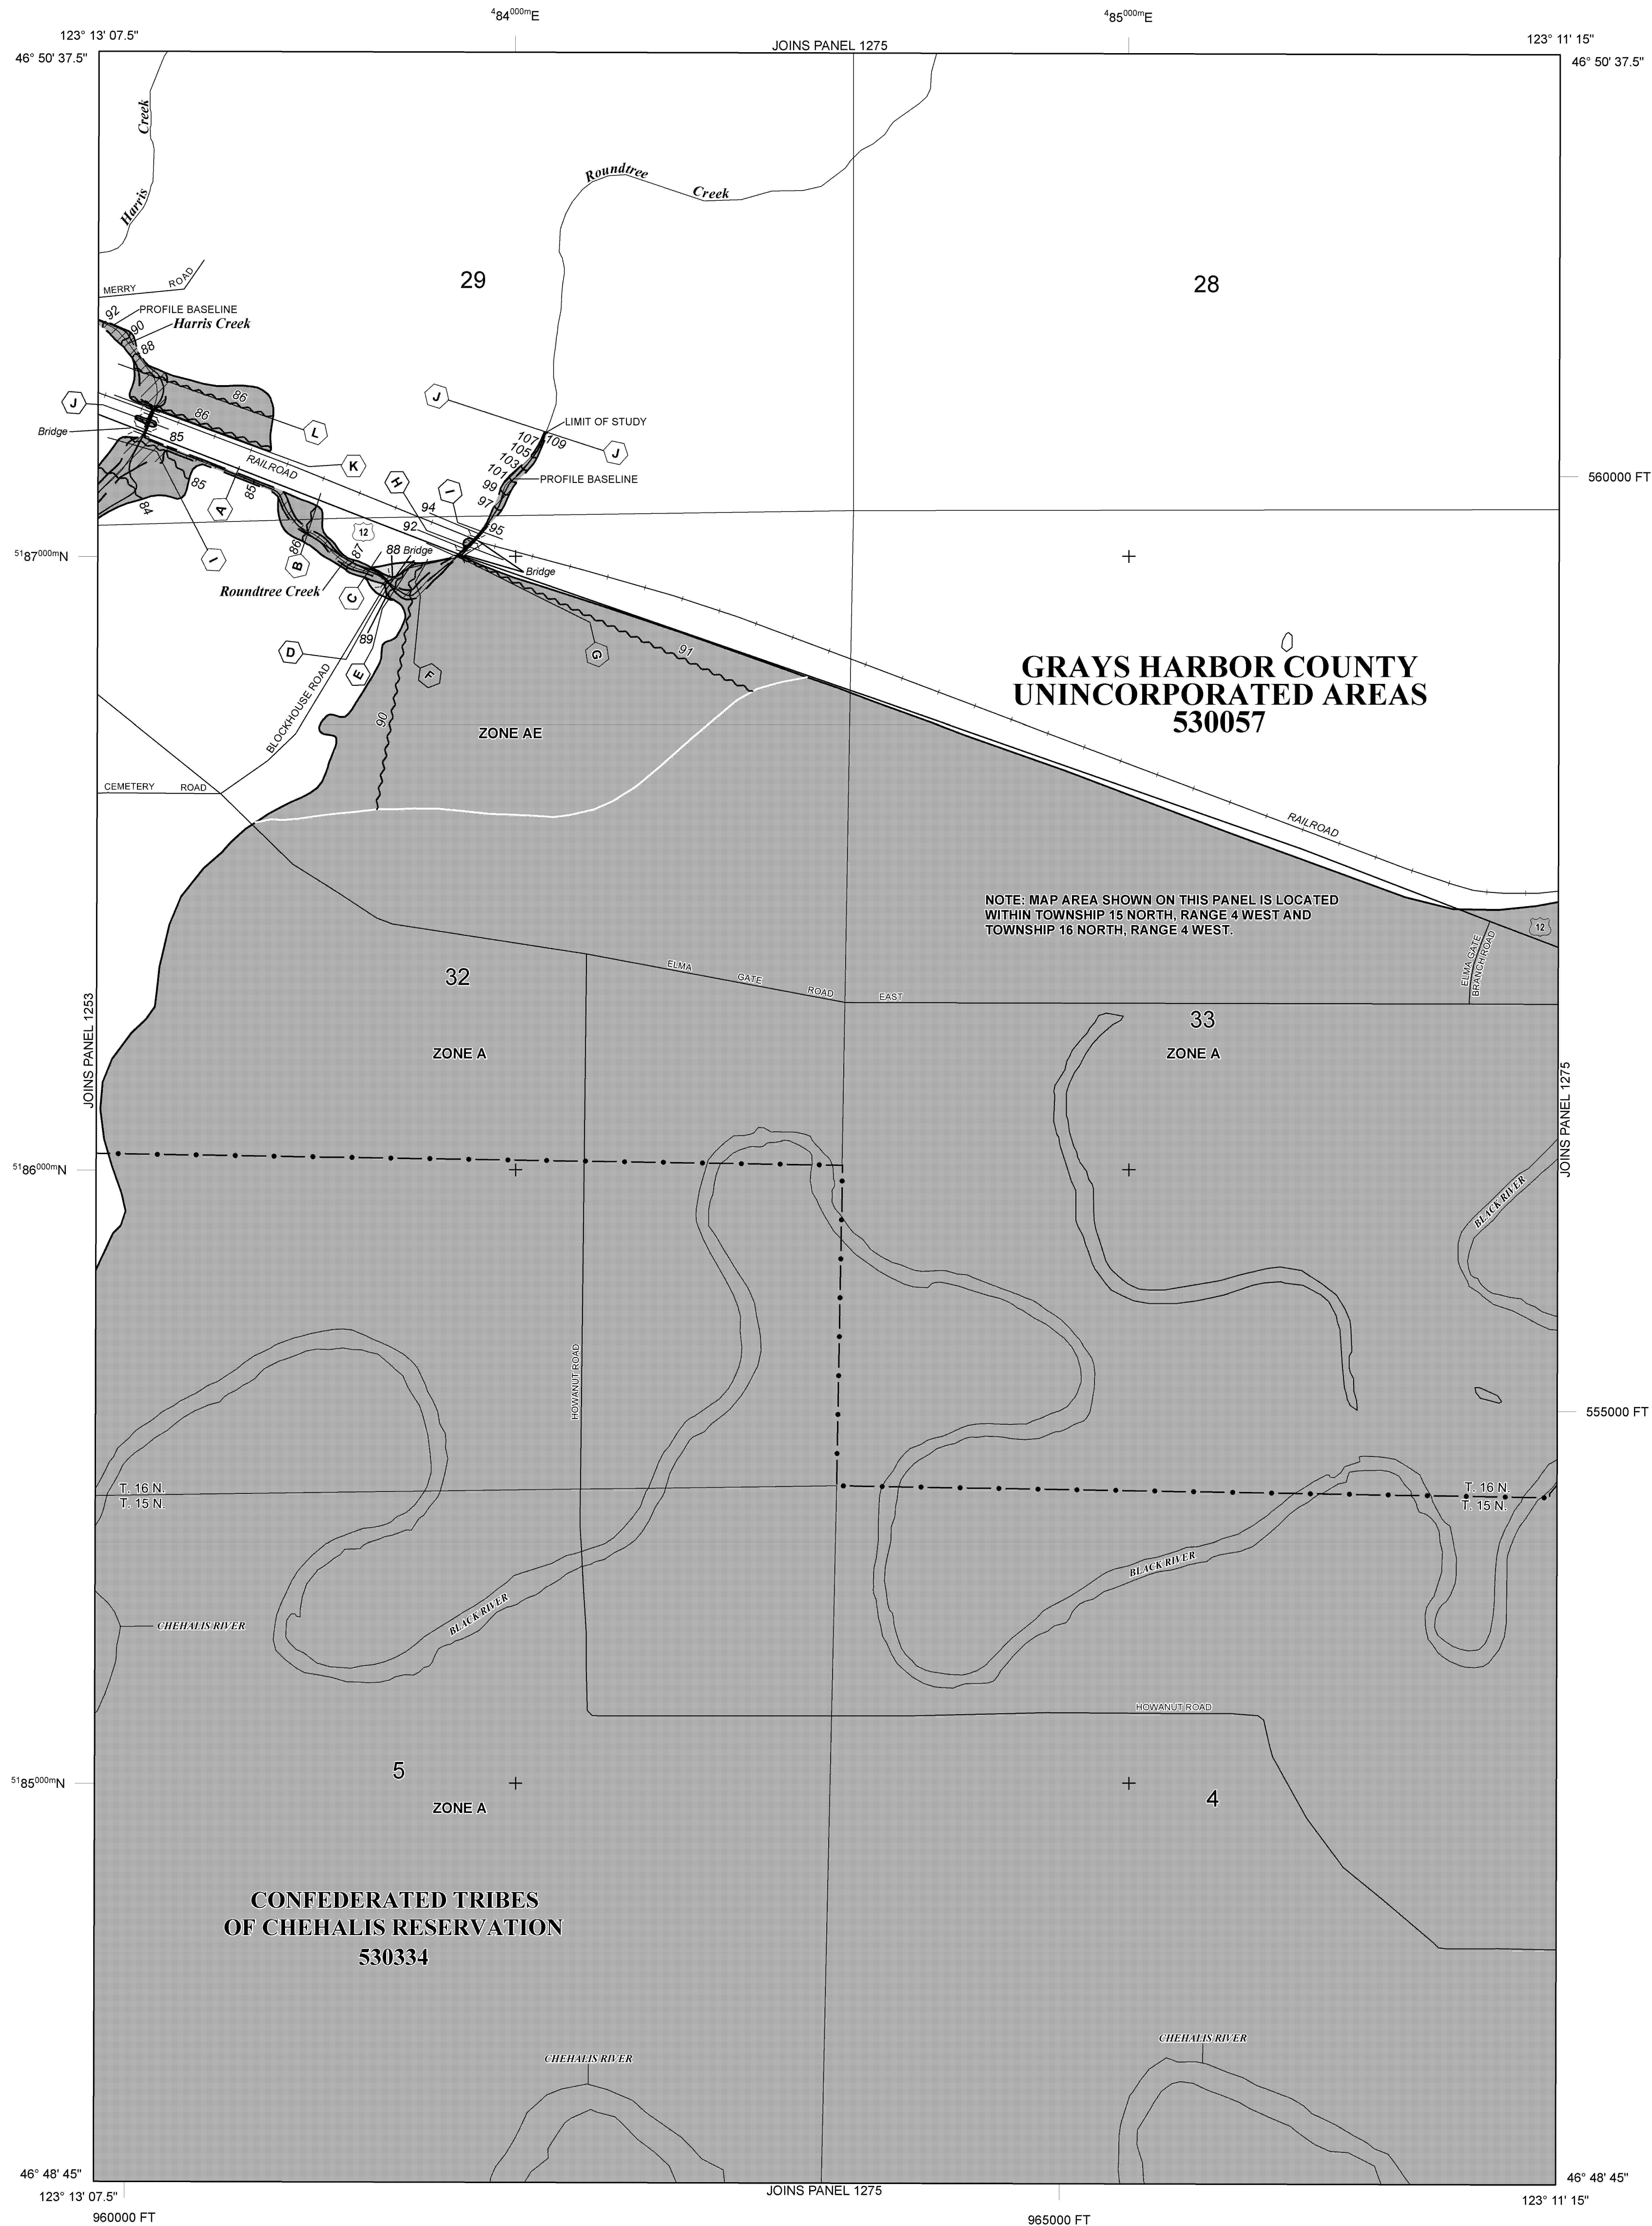 484000mE
485000mE
123° 13' 07.5"
JOINS PANEL 1275
123° 11' 15"
46° 50' 37.5"
46° 50' 37.5"
Harris Creek
Roundtree Creek
29
28
MERRY ROAD
92
PROFILE BASELINE
90
Harris Creek
88
86
86
J
J
L
LIMIT OF STUDY
Bridge
85
107
109
105
J
RAILROAD
K
103
101
PROFILE BASELINE
560000 FT
H
I
99
97
85
84
A
85
94
92
95
12
86
B
87
88
Bridge
Bridge
5187000mN
I
Roundtree Creek
C
89
D
E
F
G
91
GRAYS HARBOR COUNTY
UNINCORPORATED AREAS
530057
BLOCKHOUSE ROAD
90
ZONE AE
CEMETERY ROAD
RAILROAD
NOTE: MAP AREA SHOWN ON THIS PANEL IS LOCATED
WITHIN TOWNSHIP 15 NORTH, RANGE 4 WEST AND
TOWNSHIP 16 NORTH, RANGE 4 WEST.
12
ELMA GATE
BRANCH ROAD
32
ELMA GATE ROAD EAST
33
JOINS PANEL 1253
ZONE A
ZONE A
JOINS PANEL 1275
5186000mN
BLACK RIVER
HOWANUT ROAD
555000 FT
T. 16 N.
T. 15 N.
T. 16 N.
T. 15 N.
BLACK RIVER
BLACK RIVER
CHEHALIS RIVER
HOWANUT ROAD
5
5185000mN
4
ZONE A
CONFEDERATED TRIBES
OF CHEHALIS RESERVATION
530334
CHEHALIS RIVER
CHEHALIS RIVER
46° 48' 45"
46° 48' 45"
JOINS PANEL 1275
123° 13' 07.5"
123° 11' 15"
960000 FT
965000 FT